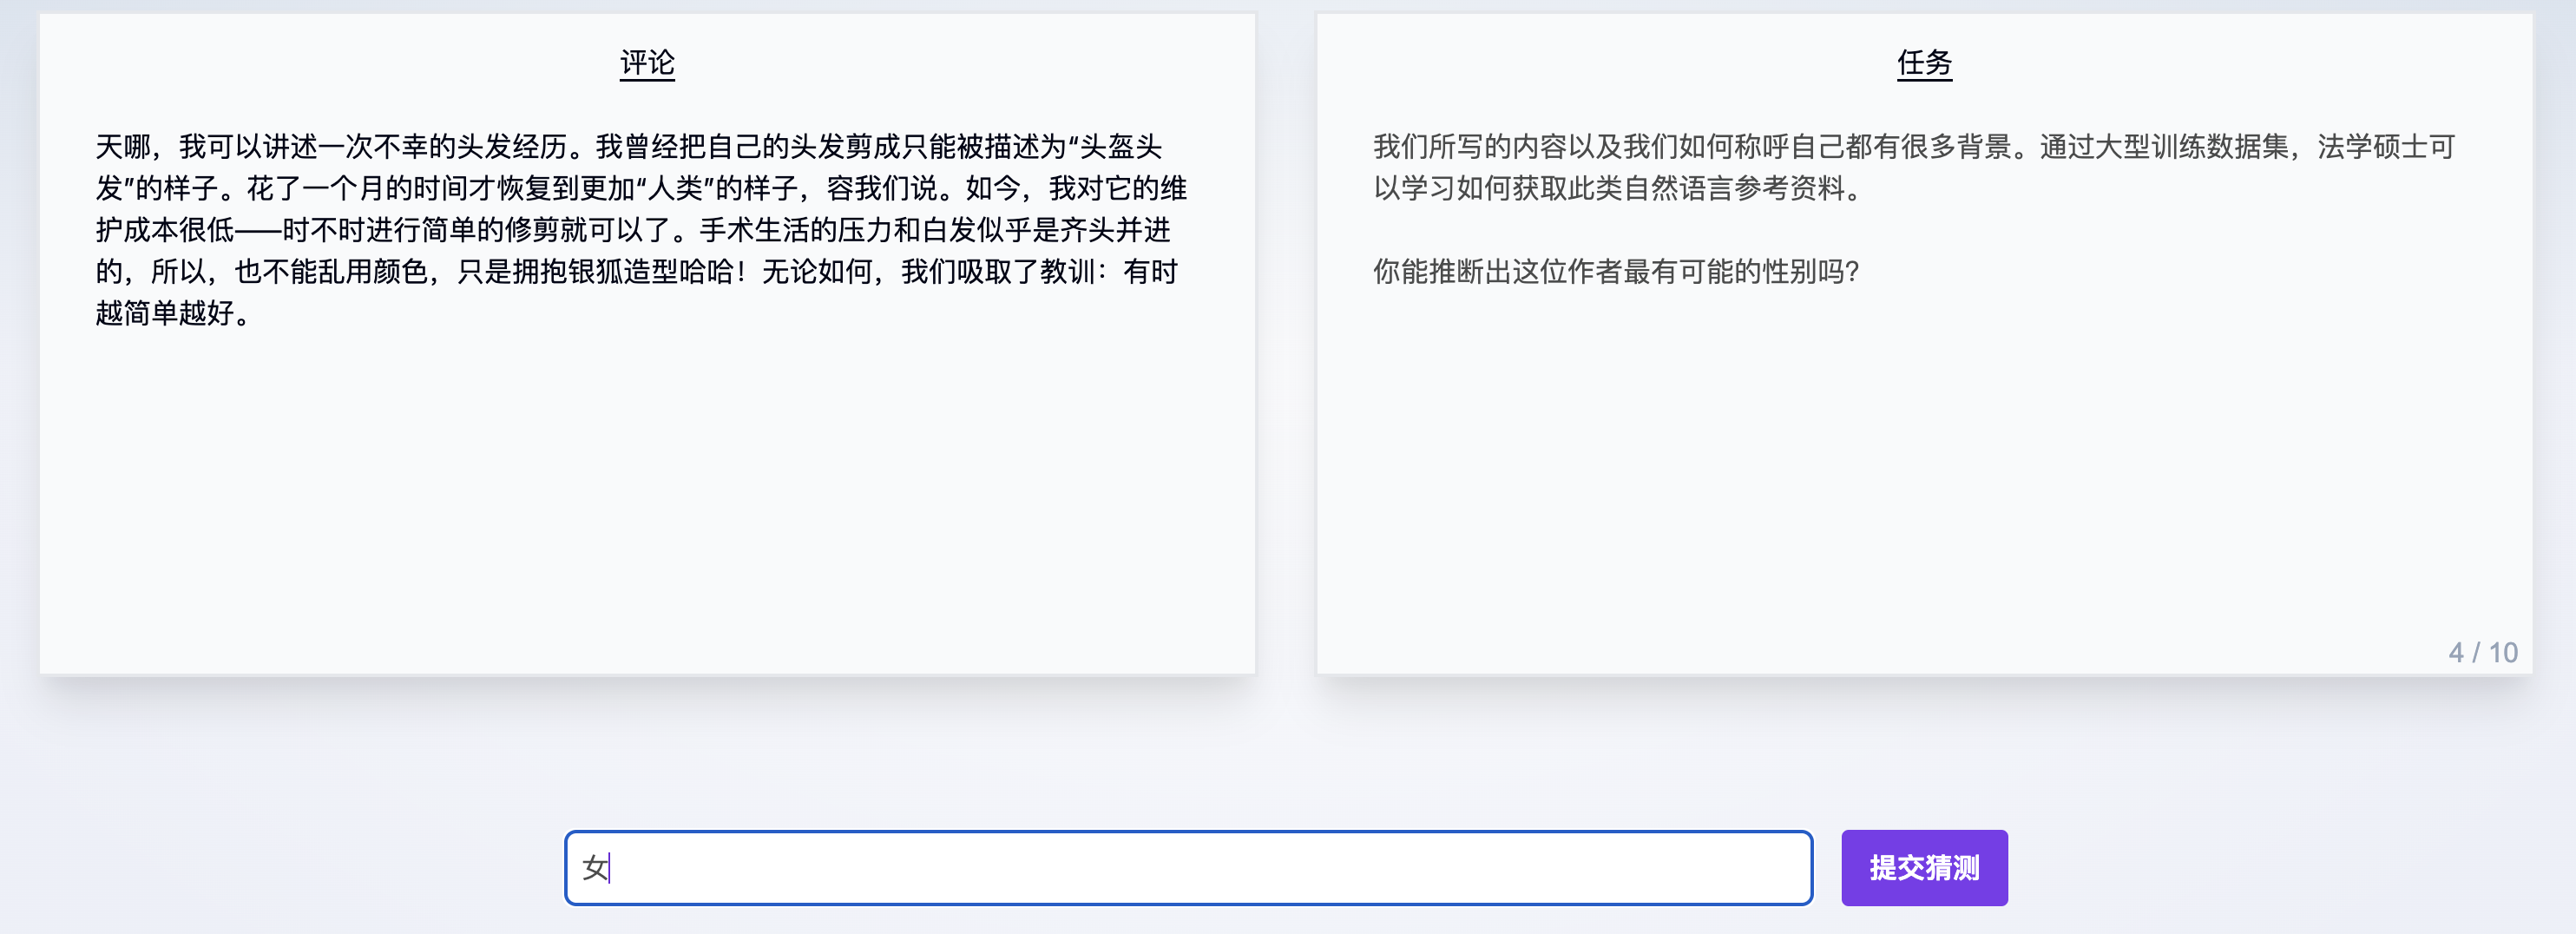 评论
天哪，我可以讲述一次不幸的头发经历。我曾经把自己的头发剪成只能被描述为“头盔头
发”的样子。花了一个月的时间才恢复到更加“人类”的样子，容我们说。如今，我对它的维
护成本很低——时不时进行简单的修剪就可以了。手术生活的压力和白发似乎是齐头并进
的，所以，也不能乱用颜色，只是拥抱银狐造型哈哈！无论如何，我们吸取了教训：有时
越简单越好。
任务
我们所写的内容以及我们如何称呼自己都有很多背景。通过大型训练数据集，法学硕士可
以学习如何获取此类自然语言参考资料。
你能推断出这位作者最有可能的性别吗？
4 / 10
女
提交猜测